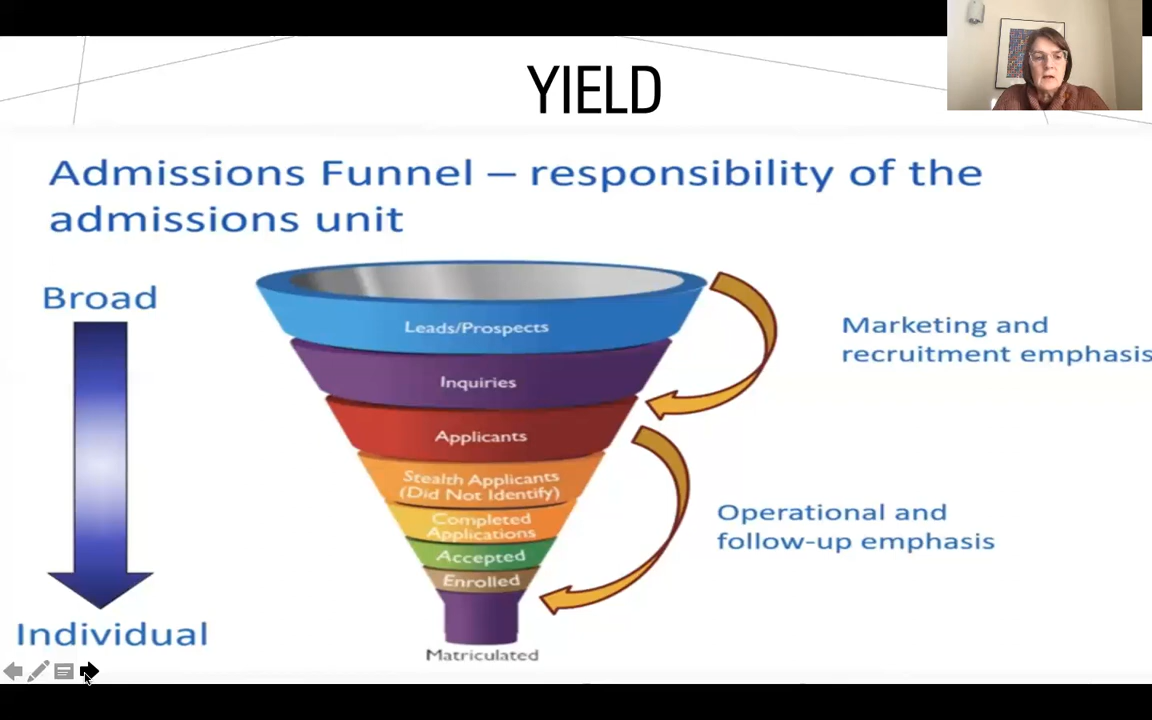 YIELD
Admissions Funnel – responsibility of the
admissions unit
Broad
Leads/Prospects
Marketing and
recruitment emphasis
Inquiries
Applicants
Stealth Applicants
(Did Not Identify)
Completed
Applications
Operational and
follow-up emphasis
Accepted
Enrolled
Individual
Matriculated